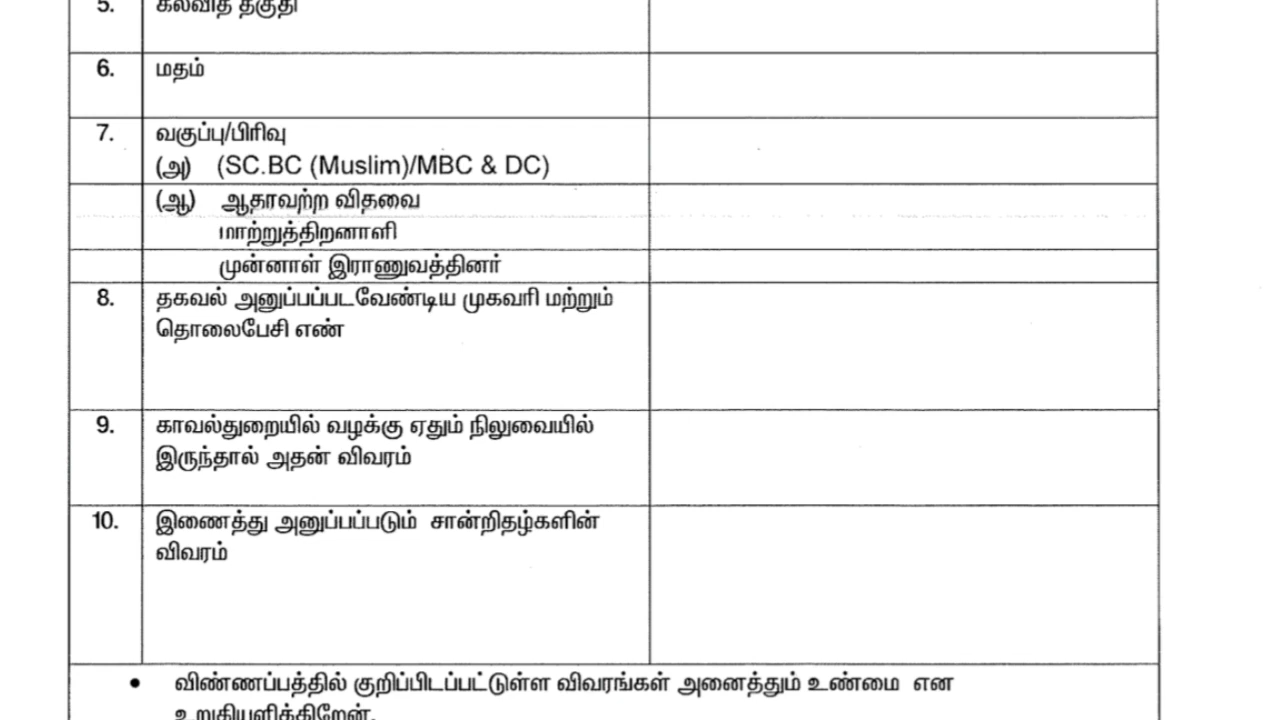 5. கல்வித் தகுதி
6. மதம்
7. வகுப்பு/பிரிவு
(அ) (SC.BC (Muslim)/MBC & DC)
(ஆ) ஆதரவற்ற விதவை
மாற்றுத்திறனாளி
முன்னாள் இராணுவத்தினர்
8. தகவல் அனுப்பப்படவேண்டிய முகவரி மற்றும்
தொலைபேசி எண்
9. காவல்துறையில் வழக்கு ஏதும் நிலுவையில்
இருந்தால் அதன் விவரம்
10. இணைத்து அனுப்பப்படும் சான்றிதழ்களின்
விவரம்
• விண்ணப்பத்தில் குறிப்பிடப்பட்டுள்ள விவரங்கள் அனைத்தும் உண்மை என
உறுதியளிக்கிறேன்.